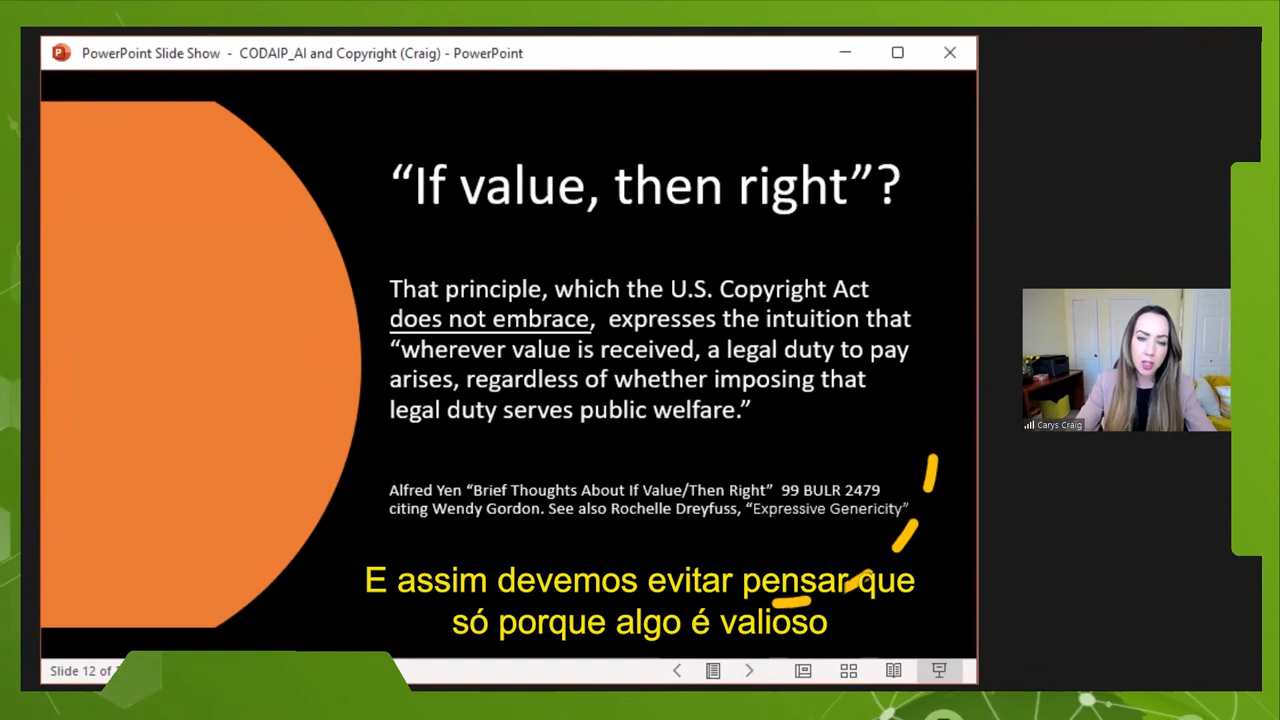 PowerPoint Slide Show - CODAIP_AI and Copyright (Craig) - PowerPoint
“If value, then right”?
That principle, which the U.S. Copyright Act
does not embrace, expresses the intuition that
“wherever value is received, a legal duty to pay
arises, regardless of whether imposing that
legal duty serves public welfare.”
Alfred Yen “Brief Thoughts About If Value/Then Right” 99 BULR 2479
citing Wendy Gordon. See also Rochelle Dreyfuss, “Expressive Genericity”
Carys Craig
E assim devemos evitar pensar que
só porque algo é valioso
Slide 12 of